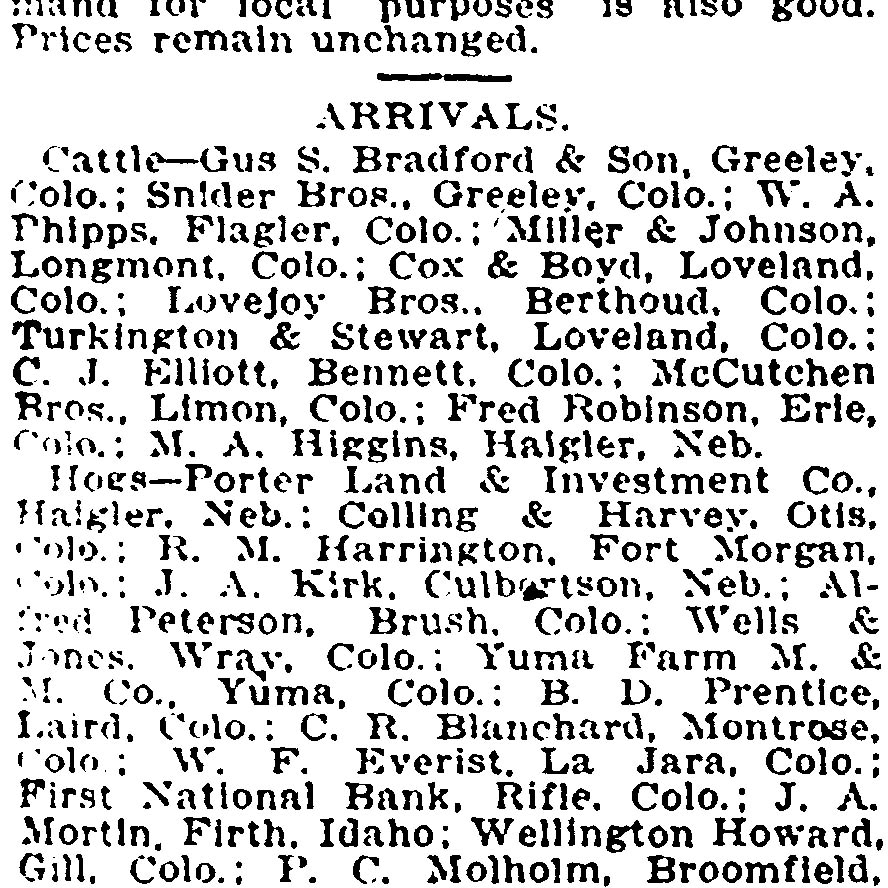 mand for local purposes is also good.
Prices remain unchanged.
ARRIVALS.
Cattle—Gus S. Bradford & Son, Greeley,
Colo.; Snider Bros., Greeley, Colo.; W. A.
Phipps, Flagler, Colo.; Miller & Johnson,
Longmont, Colo.; Cox & Boyd, Loveland,
Colo.; Lovejoy Bros., Berthoud, Colo.;
Turkington & Stewart, Loveland, Colo.;
C. J. Elliott, Bennett, Colo.; McCutchen
Bros., Limon, Colo.; Fred Robinson, Erie,
Colo.; M. A. Higgins, Haigler, Neb.
Hogs—Porter Land & Investment Co.,
Haigler, Neb.; Colling & Harvey, Otis,
Colo.; R. M. Harrington, Fort Morgan,
Colo.; J. A. Kirk, Culbertson, Neb.; Al-
fred Peterson, Brush, Colo.; Wells &
Jones, Wray, Colo.; Yuma Farm M. &
M. Co., Yuma, Colo.; B. D. Prentice,
Laird, Colo.; C. R. Blanchard, Montrose,
Colo.; W. F. Everist, La Jara, Colo.;
First National Bank, Rifle, Colo.; J. A.
Mortin, Firth, Idaho; Wellington Howard,
Gill, Colo.; P. C. Molholm, Broomfield,